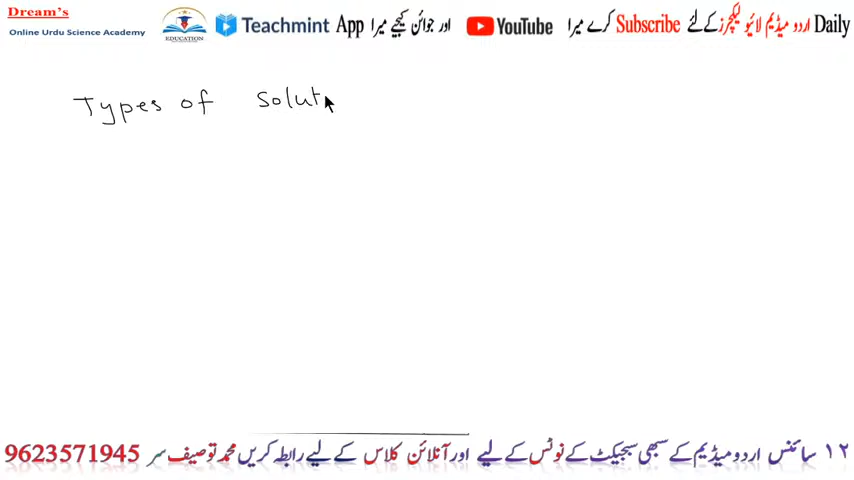 Dream's
Online Urdu Science Academy
EDUCATION
Teachmint App اور جوائن کیجیے میرا
YouTube کرے میرا Subscribe اردو میڈیم لائیو لیکچرز کے لئے Daily
Types of Solut
۱۲ سائنس اردو میڈیم کے سبھی سبجیکٹ کے نوٹس کے لیے اور آنلائن کلاس کے لیے رابطہ کریں محمد توصیف سر 9623571945